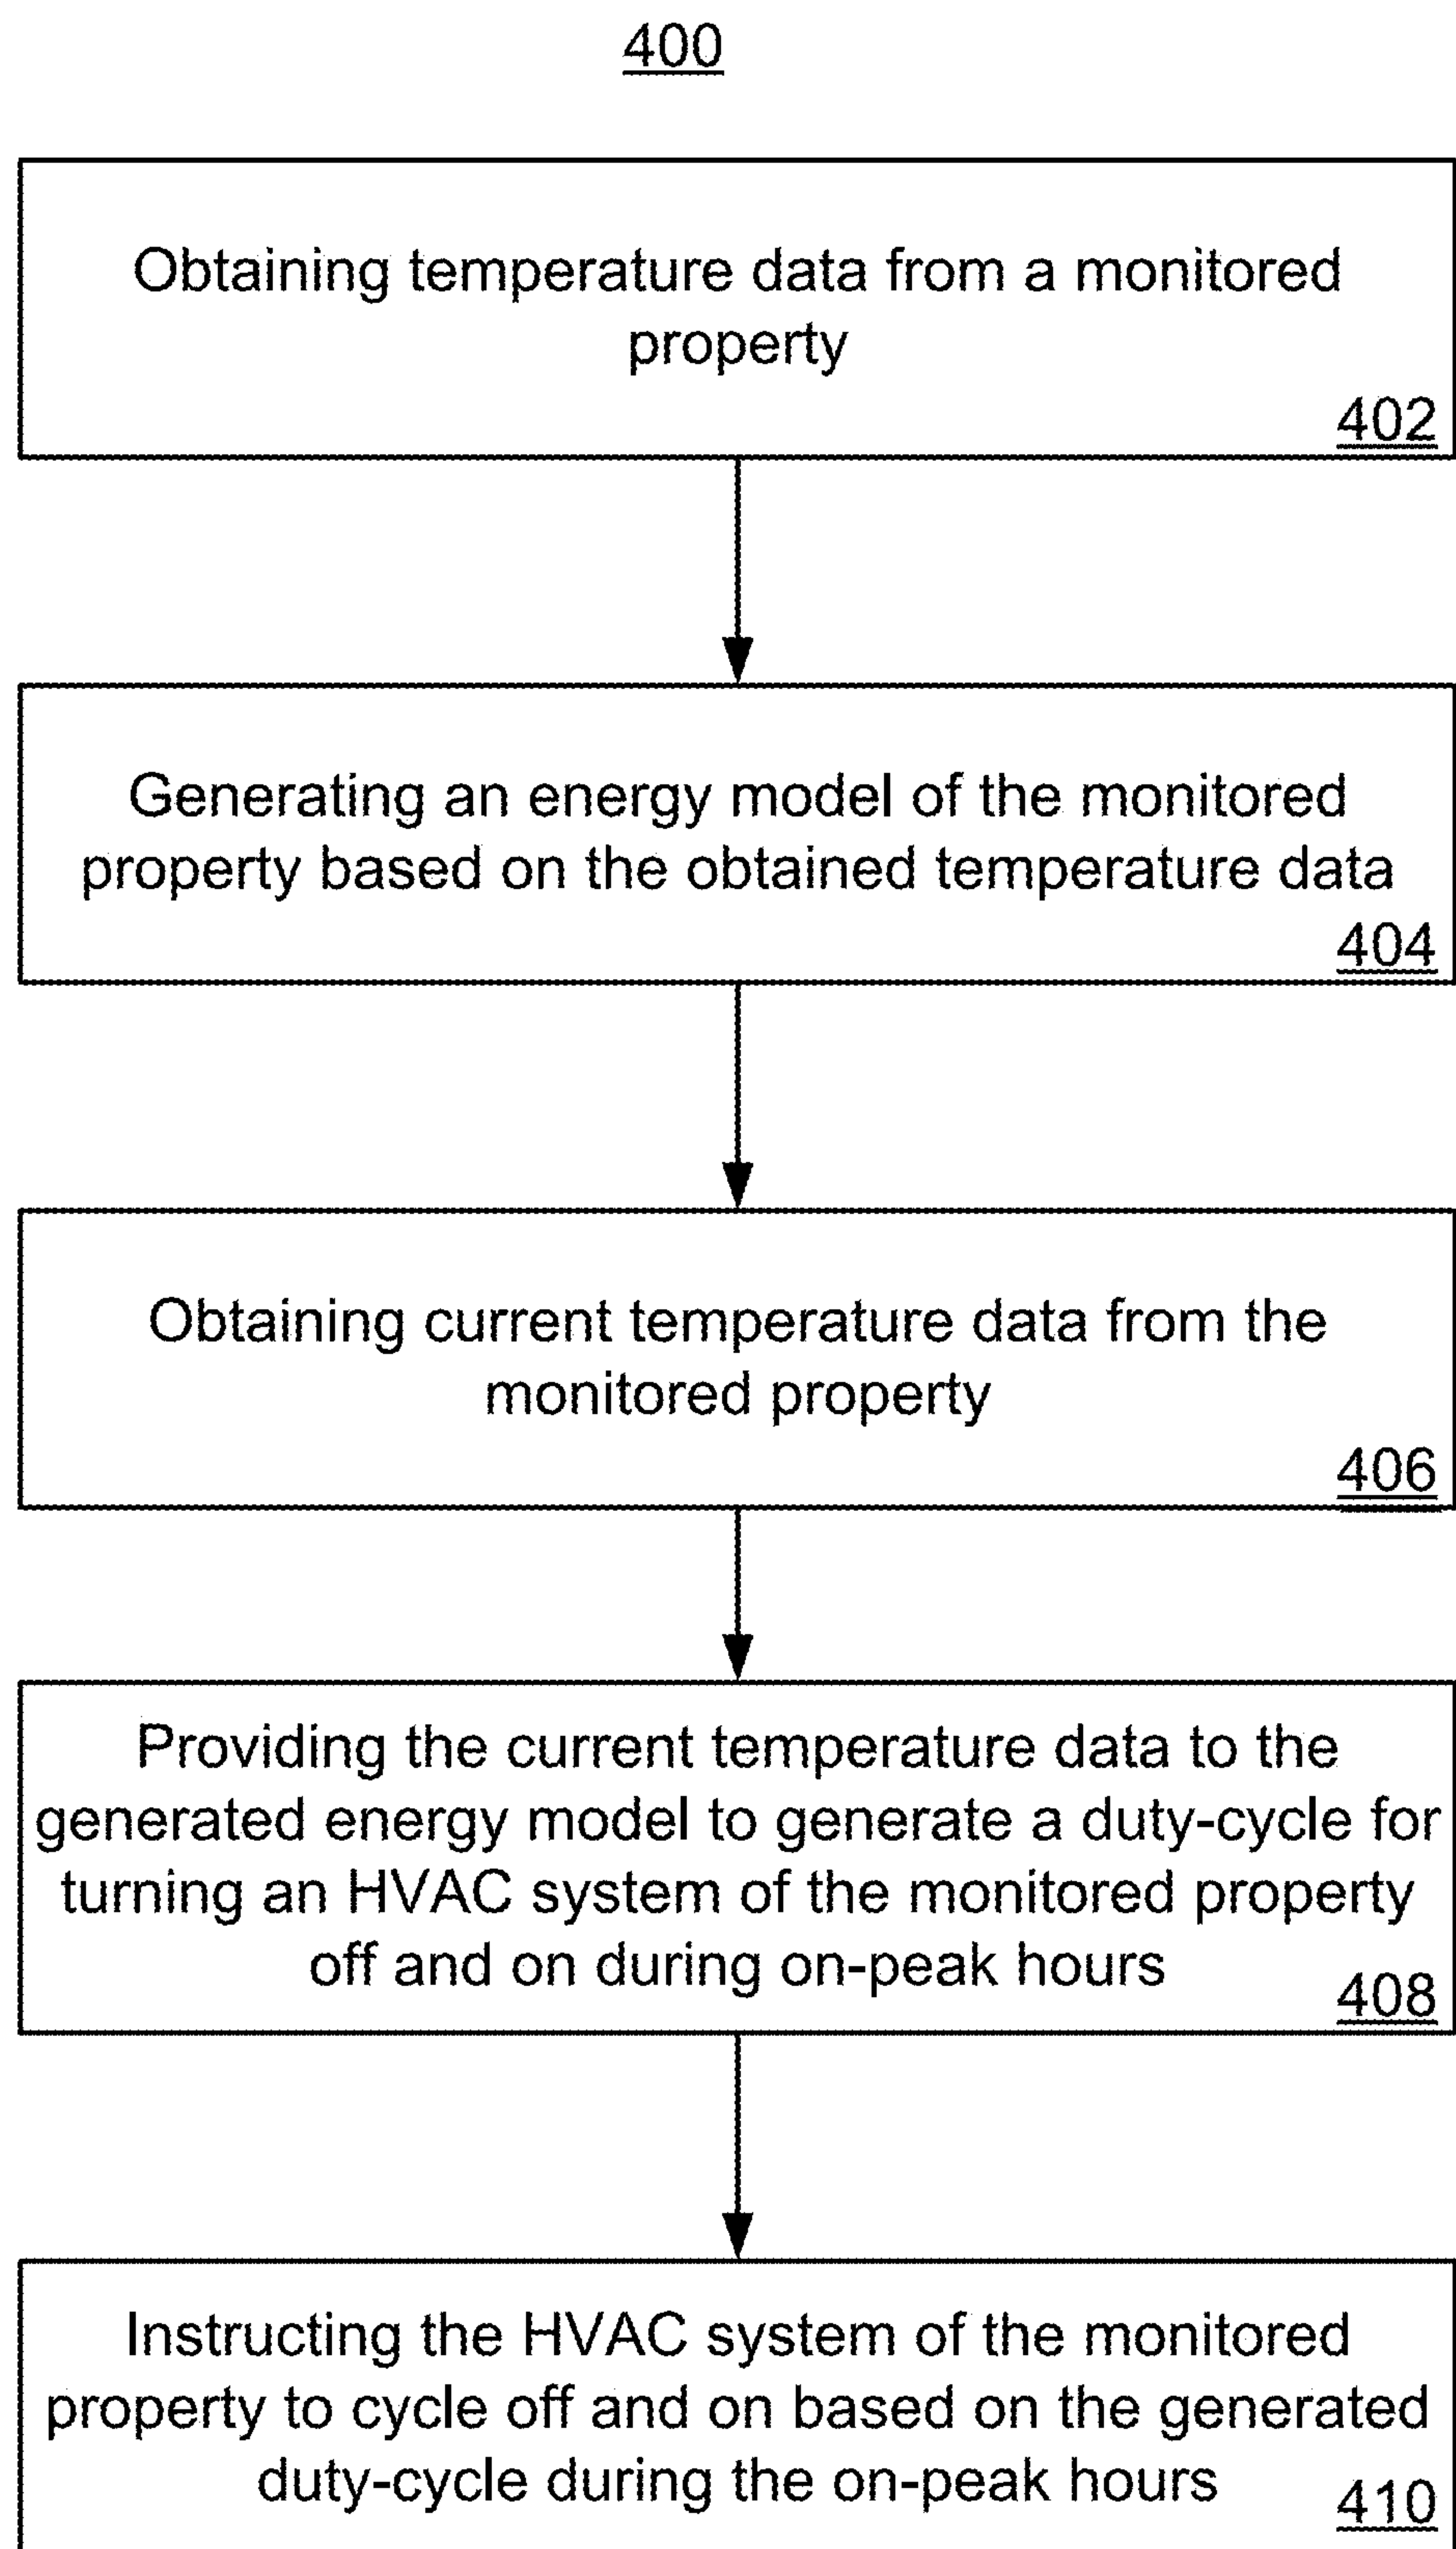 400
Obtaining temperature data from a monitored
property
402
Generating an energy model of the monitored
property based on the obtained temperature data
404
Obtaining current temperature data from the
monitored property
406
Providing the current temperature data to the
generated energy model to generate a duty-cycle for
turning an HVAC system of the monitored property
off and on during on-peak hours
408
Instructing the HVAC system of the monitored
property to cycle off and on based on the generated
duty-cycle during the on-peak hours
410